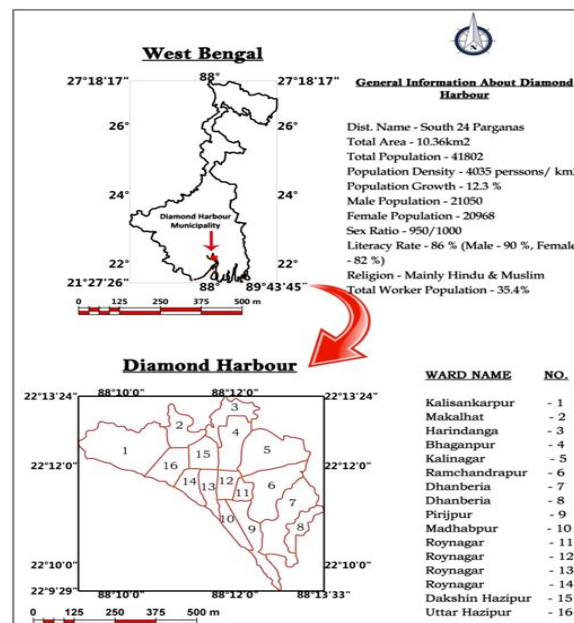 West Bengal
27°18'17"
88°
27°18'17"
26°
26°
24°
24°
Diamond Harbour
Municipality
22°
22°
21°27'26"
88°
89°43'45"
0 125 250 375 500 m
General Information About Diamond
Harbour
Dist. Name - South 24 Parganas
Total Area - 10.36km2
Total Population - 41802
Population Density - 4035 perssons/ km2
Population Growth - 12.3 %
Male Population - 21050
Female Population - 20968
Sex Ratio - 950/1000
Literacy Rate - 86 % (Male - 90 %, Female
- 82 %)
Religion - Mainly Hindu & Muslim
Total Worker Population - 35.4%
Diamond Harbour
88°10'0"
88°12'0"
22°13'24"
22°13'24"
22°12'0"
22°12'0"
22°10'0"
22°10'0"
22°9'29"
88°10'0"
88°12'0"
88°13'33"
1
2
3
4
5
6
7
8
9
10
11
12
13
14
15
16
0 125 250 375 500 m
WARD NAME NO.
Kalisankarpur - 1
Makalhat - 2
Harindanga - 3
Bhaganpur - 4
Kalinagar - 5
Ramchandrapur - 6
Dhanberia - 7
Dhanberia - 8
Pirijpur - 9
Madhabpur - 10
Roynagar - 11
Roynagar - 12
Roynagar - 13
Roynagar - 14
Dakshin Hazipur - 15
Uttar Hazipur - 16